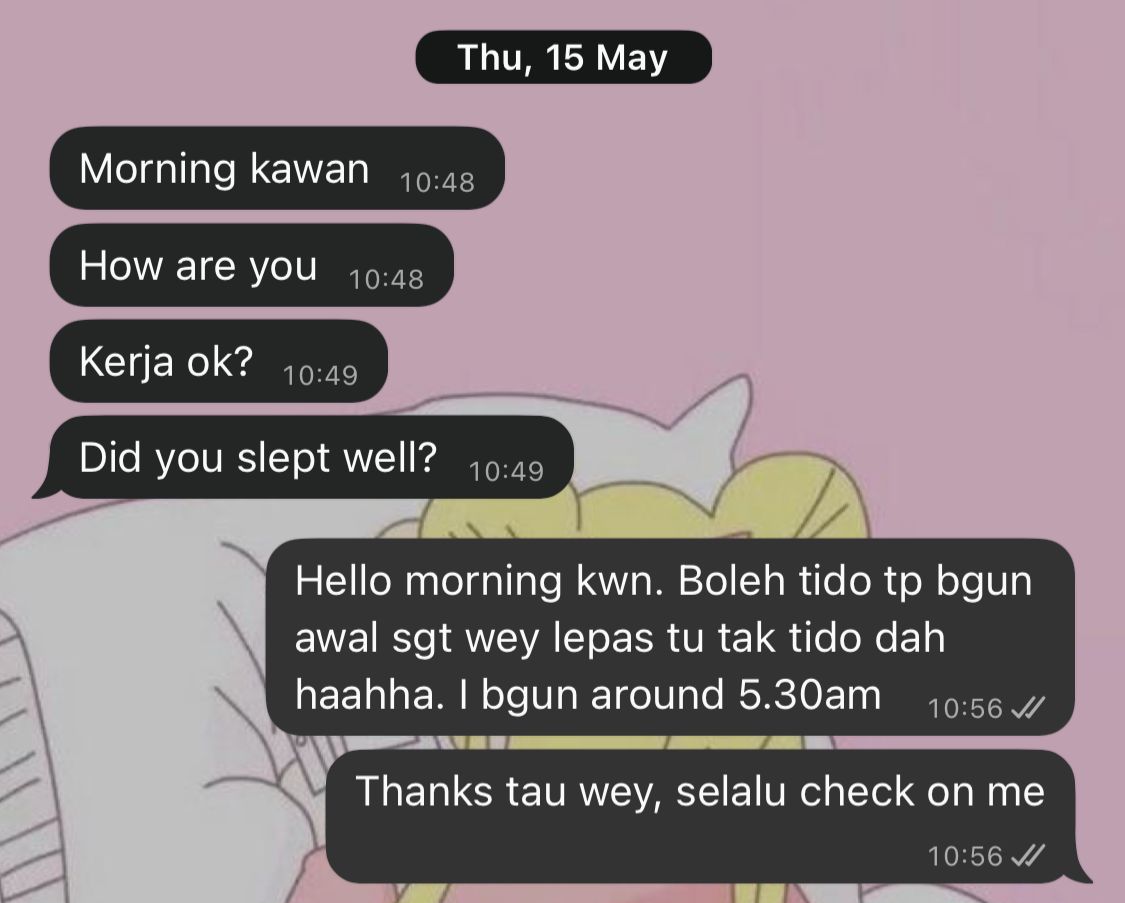 Thu, 15 May
Morning kawan 10:48
How are you 10:48
Kerja ok? 10:49
Did you slept well? 10:49
Hello morning kwn. Boleh tido tp bgun
awal sgt wey lepas tu tak tido dah
haahha. I bgun around 5.30am 10:56
Thanks tau wey, selalu check on me
10:56